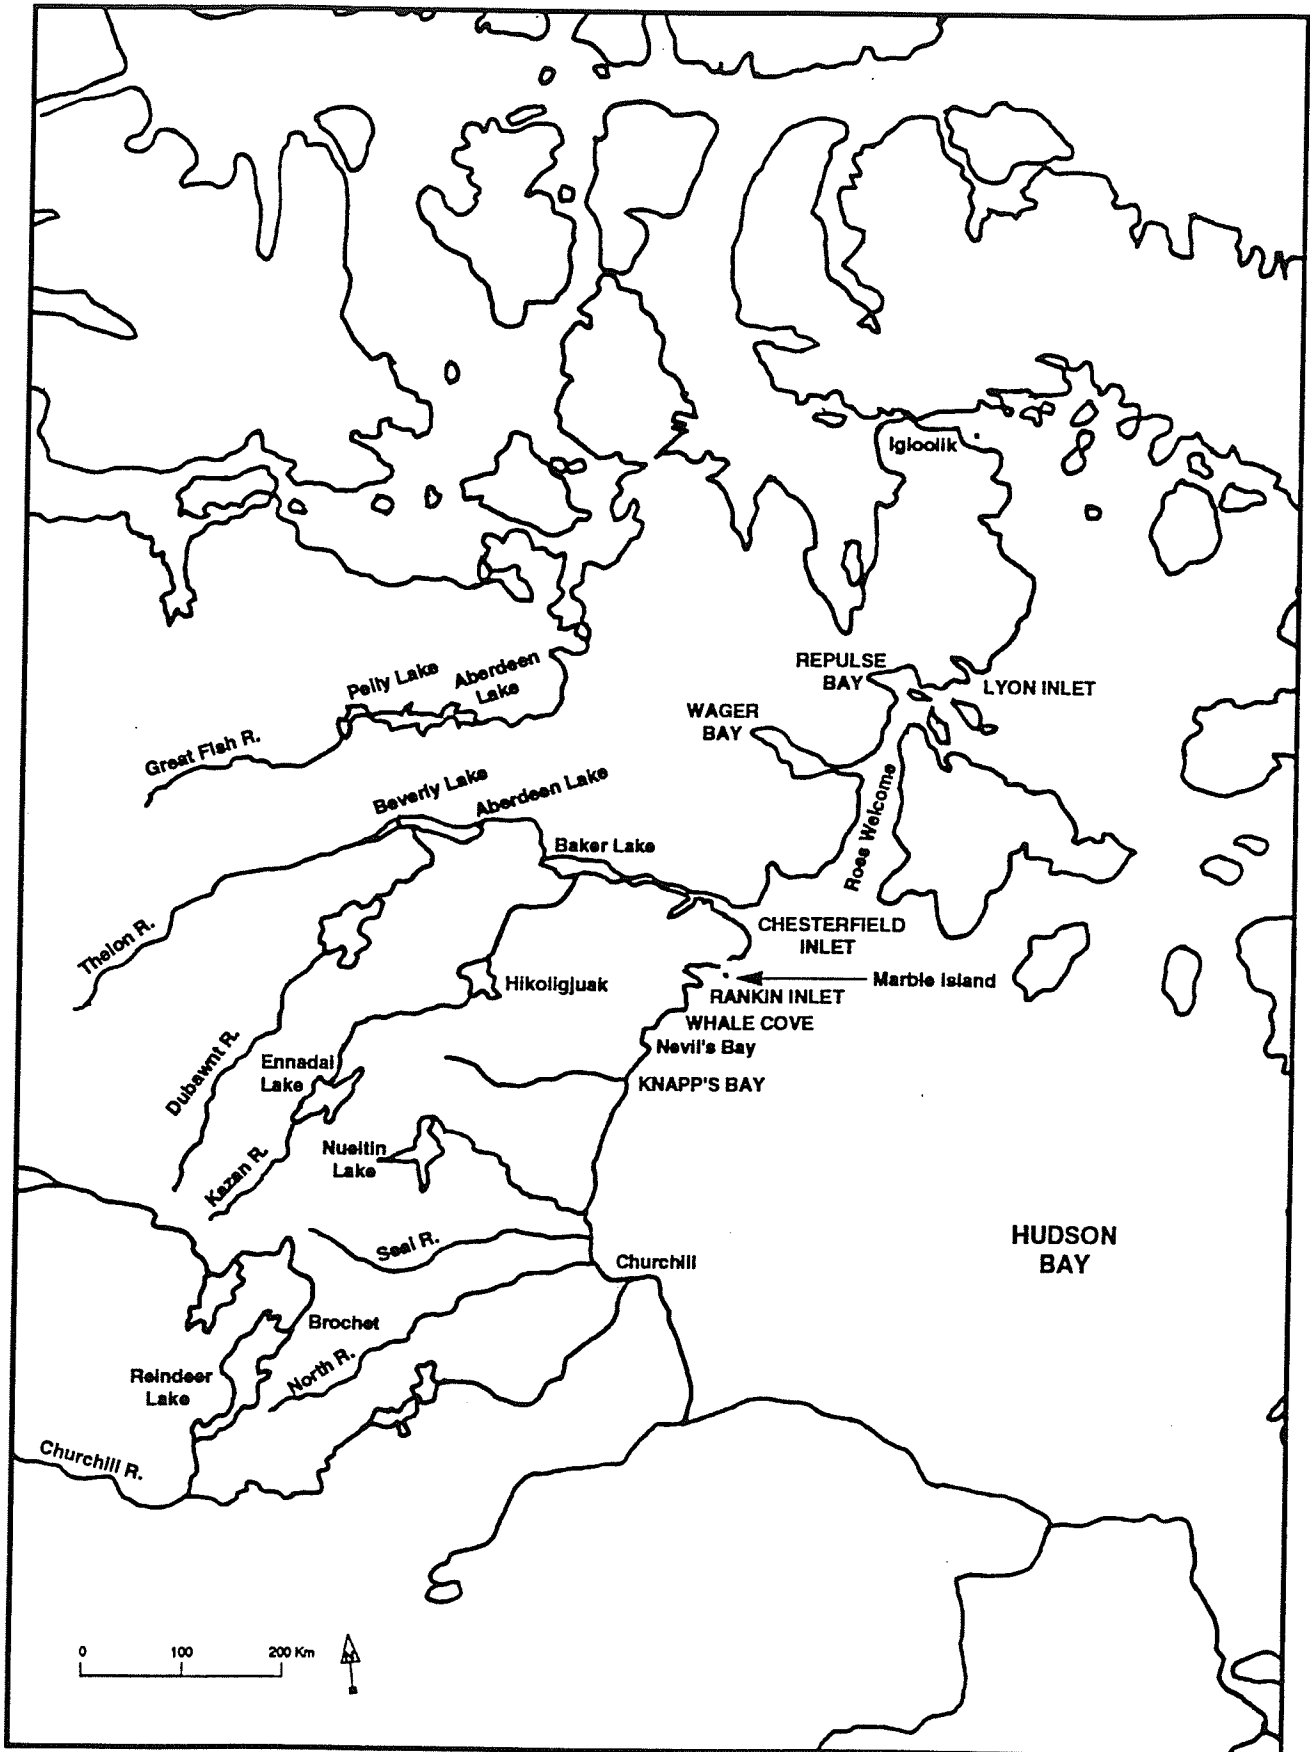 Igloolik
REPULSE
BAY
LYON INLET
Pelly Lake
Aberdeen
Lake
WAGER
BAY
Great Fish R.
Beverly Lake
Aberdeen Lake
Ross Welcome
Baker Lake
CHESTERFIELD
INLET
Thelon R.
Hikoligjuak
Marble Island
RANKIN INLET
WHALE COVE
Nevil's Bay
Dubawnt R.
Ennadai
Lake
KNAPP'S BAY
Nueltin
Lake
Kazan R.
HUDSON
BAY
Seal R.
Churchill
Brochet
Reindeer
Lake
North R.
Churchill R.
0 100 200 Km
N